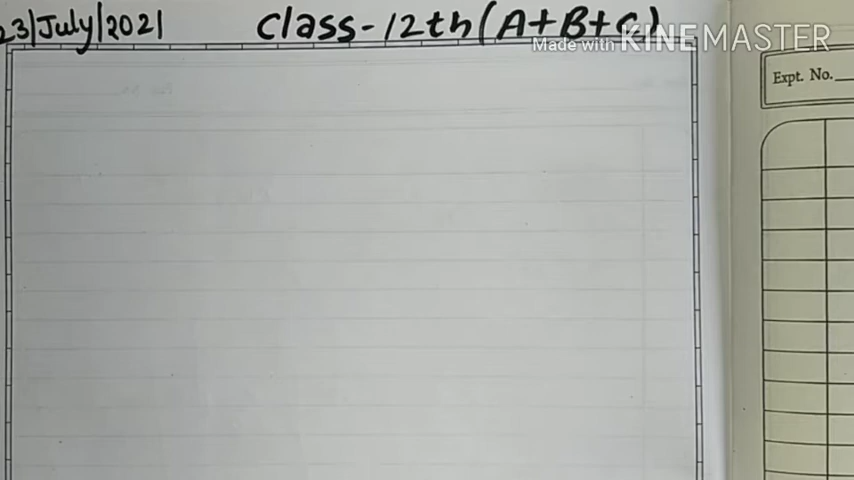 23/July/2021 Class-12th (A+B+C)
Made with KINEMASTER
Expt. No.